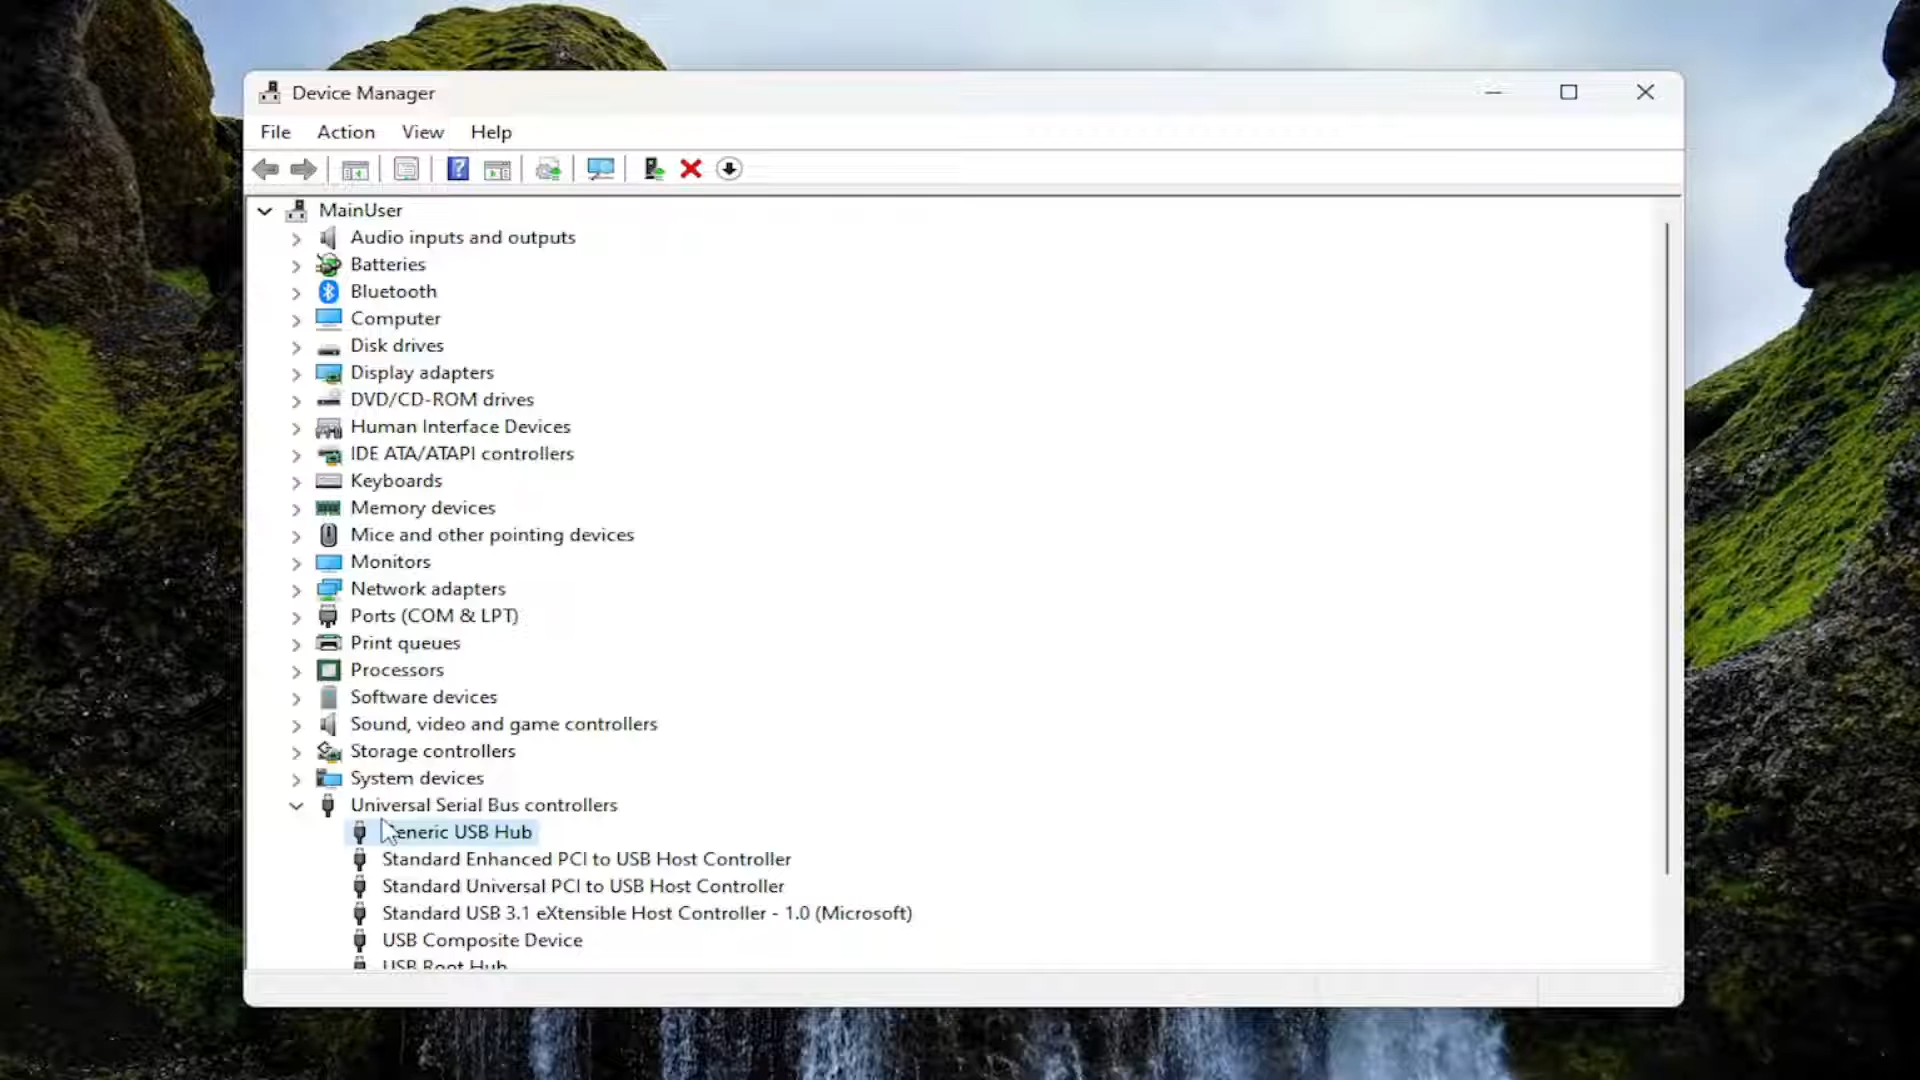 Device Manager
File Action View Help
MainUser
Audio inputs and outputs
Batteries
Bluetooth
Computer
Disk drives
Display adapters
DVD/CD-ROM drives
Human Interface Devices
IDE ATA/ATAPI controllers
Keyboards
Memory devices
Mice and other pointing devices
Monitors
Network adapters
Ports (COM & LPT)
Print queues
Processors
Software devices
Sound, video and game controllers
Storage controllers
System devices
Universal Serial Bus controllers
Generic USB Hub
Standard Enhanced PCI to USB Host Controller
Standard Universal PCI to USB Host Controller
Standard USB 3.1 eXtensible Host Controller - 1.0 (Microsoft)
USB Composite Device
USB Root Hub